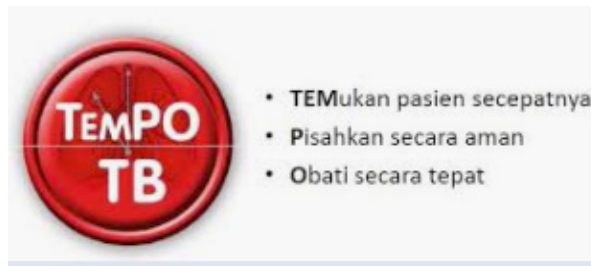 TEMPO
TB
• TEMukan pasien secepatnya
• Pisahkan secara aman
• Obati secara tepat